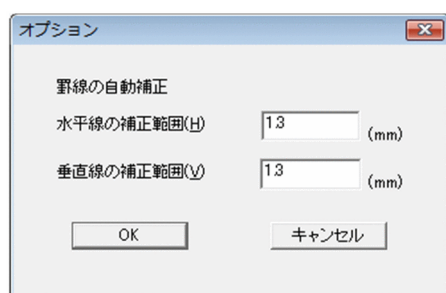 オプション
罫線の自動補正
水平線の補正範囲(H) 1.3 (mm)
垂直線の補正範囲(V) 1.3 (mm)
OK キャンセル